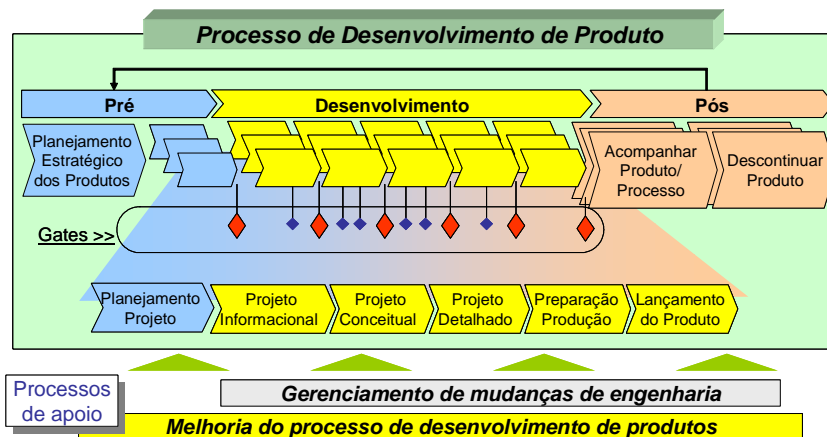 Processo de Desenvolvimento de Produto
Pré
Desenvolvimento
Pós
Planejamento
Estratégico
dos Produtos
Acompanhar
Produto/
Processo
Descontinuar
Produto
Gates >>
Planejamento
Projeto
Projeto
Informacional
Projeto
Conceitual
Projeto
Detalhado
Preparação
Produção
Lançamento
do Produto
Processos
de apoio
Gerenciamento de mudanças de engenharia
Melhoria do processo de desenvolvimento de produtos